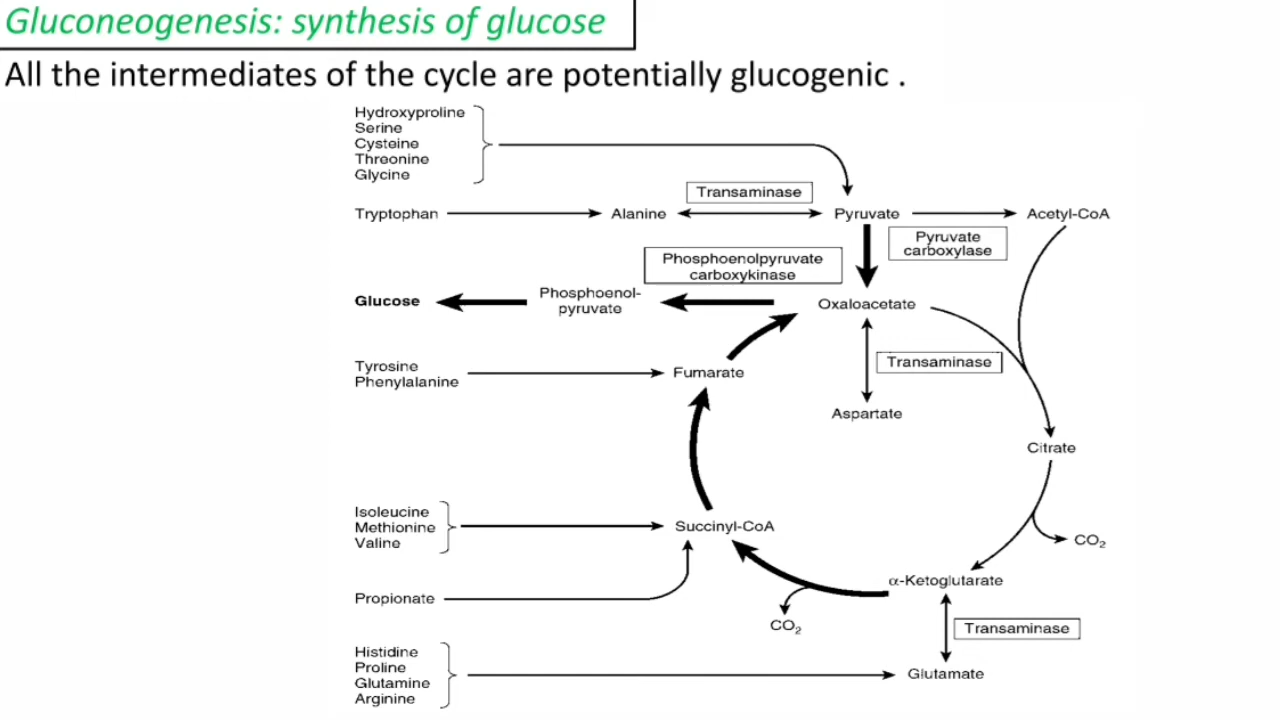 Gluconeogenesis: synthesis of glucose
All the intermediates of the cycle are potentially glucogenic .
Hydroxyproline
Serine
Cysteine
Threonine
Glycine
Transaminase
Tryptophan
Alanine
Pyruvate
Acetyl-CoA
Pyruvate
carboxylase
Phosphoenolpyruvate
carboxykinase
Glucose
Phosphoenol-
pyruvate
Oxaloacetate
Tyrosine
Phenylalanine
Fumarate
Transaminase
Aspartate
Citrate
Isoleucine
Methionine
Valine
Succinyl-CoA
CO₂
α-Ketoglutarate
Propionate
CO₂
Transaminase
Histidine
Proline
Glutamine
Arginine
Glutamate